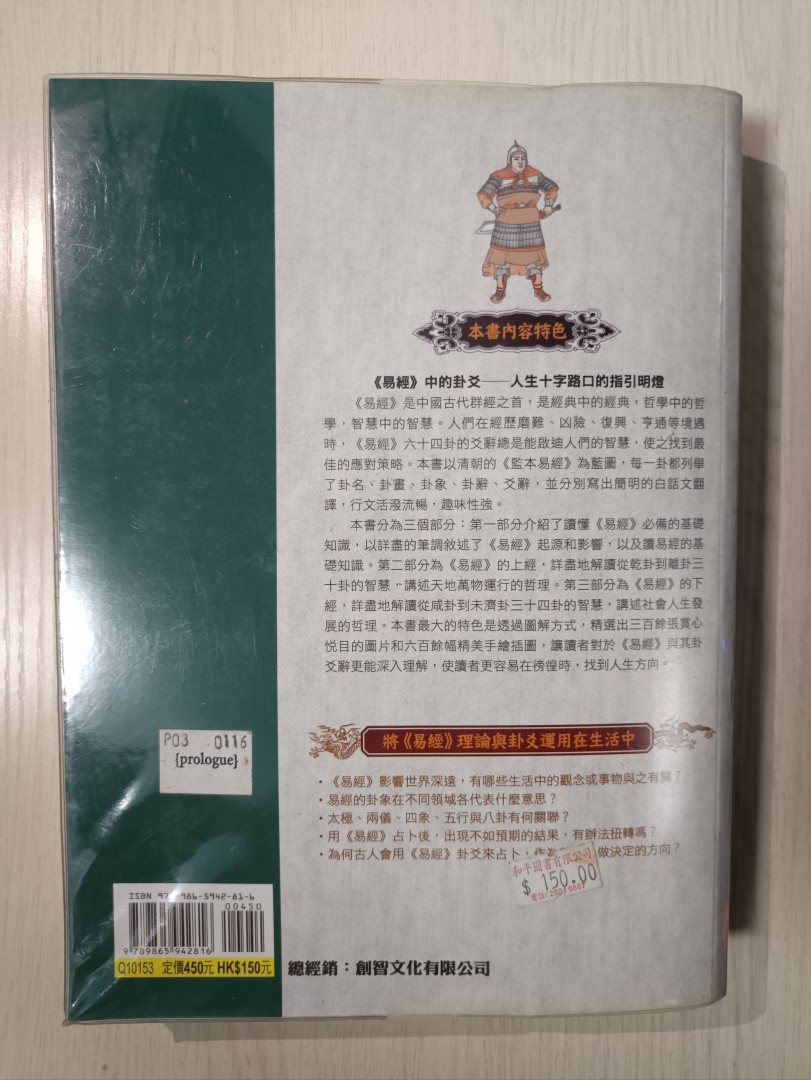 本書內容特色
《易經》中的卦爻——人生十字路口的指引明燈
《易經》是中國古代群經之首，是經典中的經典，哲學中的哲
學，智慧中的智慧。人們在經歷磨難、凶險、復興、亨通等境遇
時，《易經》六十四卦的爻辭總是能啟迪人們的智慧，使之找到最
佳的應對策略。本書以清朝的《監本易經》為藍圖，每一卦都列舉
了卦名、卦畫、卦象、卦辭、爻辭，並分別寫出簡明的白話文翻
譯，行文活潑流暢，趣味性強。
本書分為三個部分：第一部分介紹了讀懂《易經》必備的基礎
知識，以詳盡的筆調敘述了《易經》起源和影響，以及讀易經的基
礎知識。第二部分為《易經》的上經，詳盡地解讀從乾卦到離卦三
十卦的智慧，講述天地萬物運行的哲理。第三部分為《易經》的下
經，詳盡地解讀從咸卦到未濟卦三十四卦的智慧，講述社會人生發
展的哲理。本書最大的特色是透過圖解方式，精選出三百餘張賞心
悅目的圖片和六百餘幅精美手繪插圖，讓讀者對於《易經》與其卦
爻辭更能深入理解，使讀者更容易在徬徨時，找到人生方向。
將《易經》理論與卦爻運用在生活中
・《易經》影響世界深遠，有哪些生活中的觀念或事物與之有關？
・易經的卦象在不同領域各代表什麼意思？
・太極、兩儀、四象、五行與八卦有何關聯？
・用《易經》占卜後，出現不如預期的結果，有辦法扭轉嗎？
・為何古人會用《易經》卦爻來占卜，作為 做決定的方向？
和平圖書有限公司
$ 150.00
電話:2804 6687
P03 0116
{prologue}
ISBN 97 -986-5942-81-6
00450
9 789865 942816
Q10153 定價450元 HK$150元
總經銷：創智文化有限公司